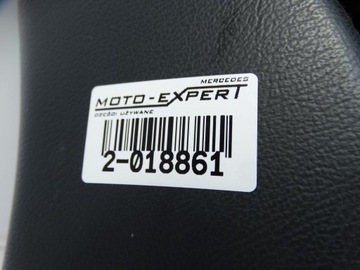 MERCEDES
MOTO-EXPERT
CZĘŚCI UŻYWANE
2-018861